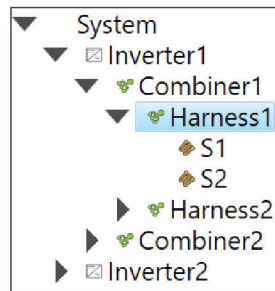 System
Inverter1
Combiner1
Harness1
S1
S2
Harness2
Combiner2
Inverter2